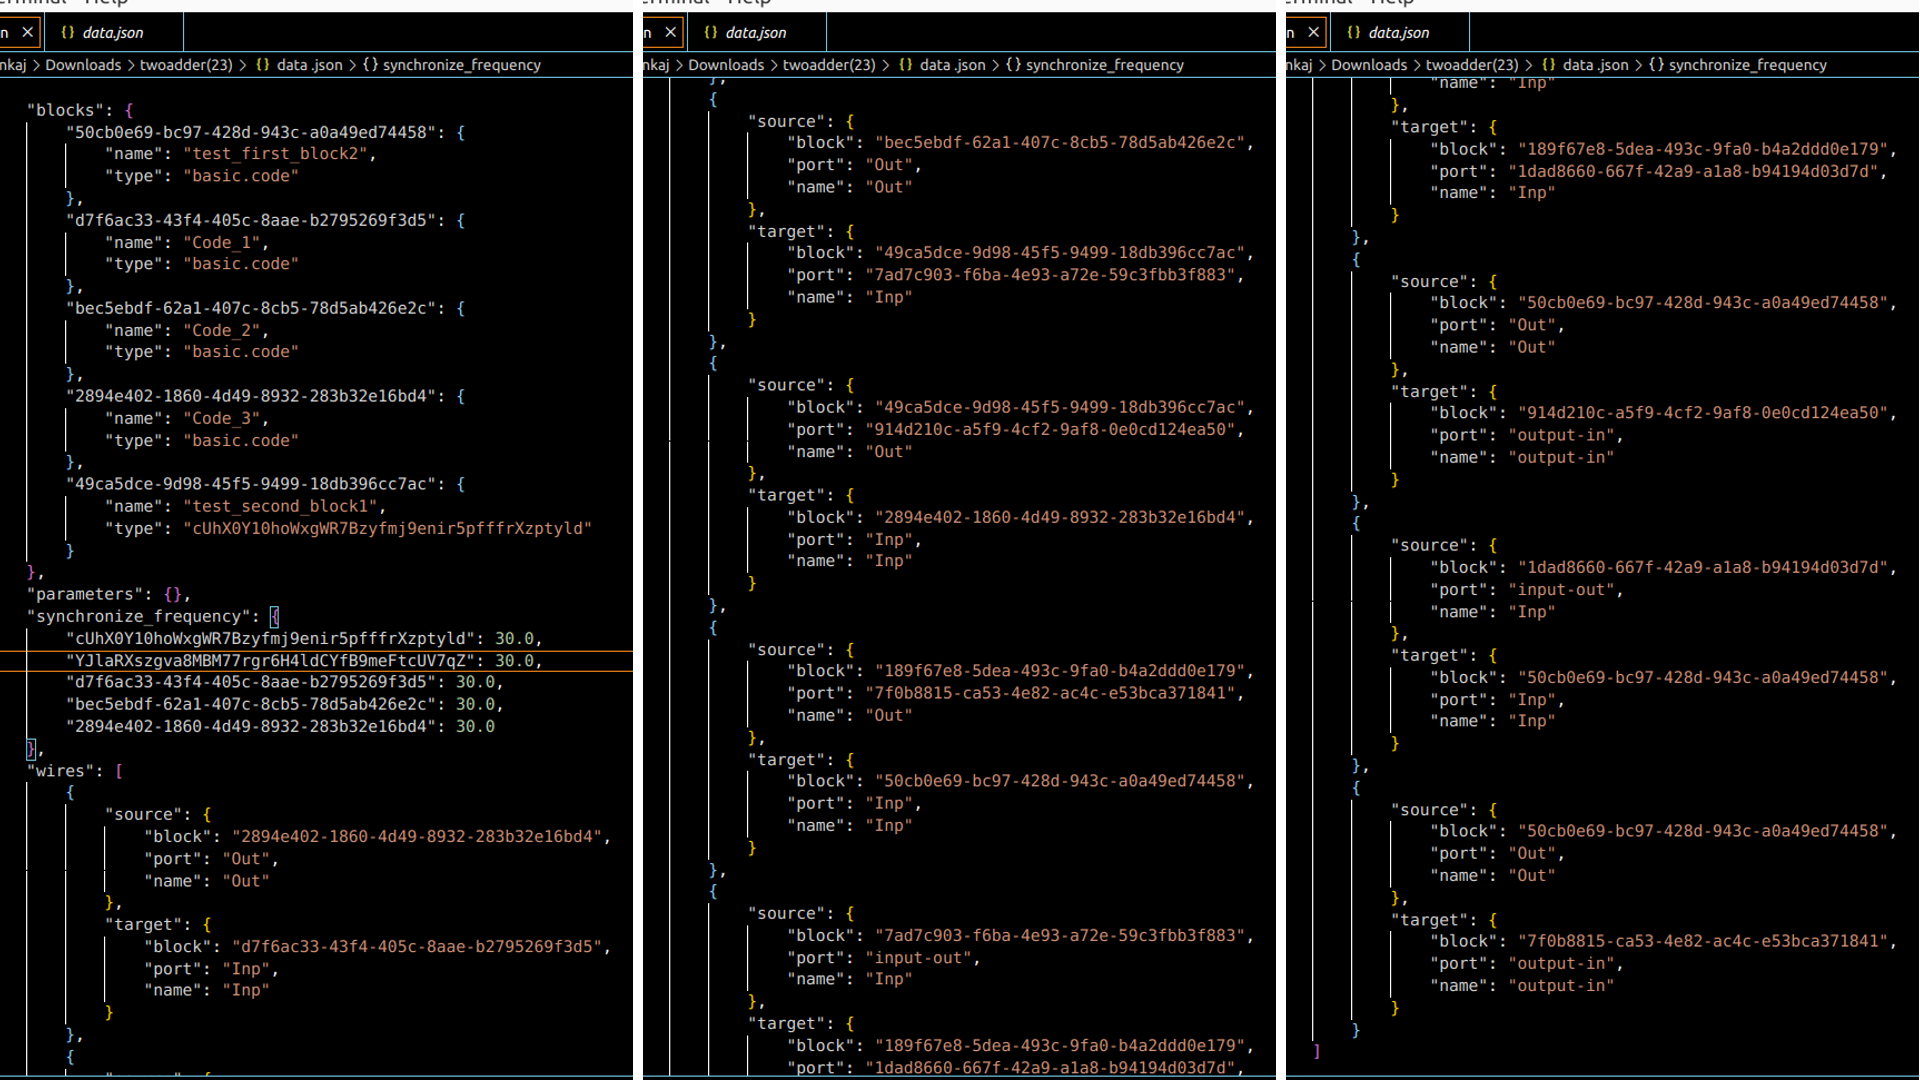 Terminal Help
n × {} data.json
nkaj > Downloads > twoadder(23) > {} data .json > {} synchronize_frequency
"blocks": {
"50cb0e69-bc97-428d-943c-a0a49ed74458": {
"name": "test_first_block2",
"type": "basic.code"
},
"d7f6ac33-43f4-405c-8aae-b2795269f3d5": {
"name": "Code_1",
"type": "basic.code"
},
"bec5ebdf-62a1-407c-8cb5-78d5ab426e2c": {
"name": "Code_2",
"type": "basic.code"
},
"2894e402-1860-4d49-8932-283b32e16bd4": {
"name": "Code_3",
"type": "basic.code"
},
"49ca5dce-9d98-45f5-9499-18db396cc7ac": {
"name": "test_second_block1",
"type": "cUhX0Y10hoWxgWR7Bzyfmj9enir5pfffrXzptyld"
}
},
"parameters": {},
"synchronize_frequency": {
"cUhX0Y10hoWxgWR7Bzyfmj9enir5pfffrXzptyld": 30.0,
"YJlaRXszgva8MBM77rgr6H4ldCYfB9meFtcUV7qZ": 30.0,
"d7f6ac33-43f4-405c-8aae-b2795269f3d5": 30.0,
"bec5ebdf-62a1-407c-8cb5-78d5ab426e2c": 30.0,
"2894e402-1860-4d49-8932-283b32e16bd4": 30.0
},
"wires": [
{
"source": {
"block": "2894e402-1860-4d49-8932-283b32e16bd4",
"port": "Out",
"name": "Out"
},
"target": {
"block": "d7f6ac33-43f4-405c-8aae-b2795269f3d5",
"port": "Inp",
"name": "Inp"
}
},
{
Help
n × {} data.json
nkaj > Downloads > twoadder(23) > {} data .json > {} synchronize_frequency
},
{
"source": {
"block": "bec5ebdf-62a1-407c-8cb5-78d5ab426e2c",
"port": "Out",
"name": "Out"
},
"target": {
"block": "49ca5dce-9d98-45f5-9499-18db396cc7ac",
"port": "7ad7c903-f6ba-4e93-a72e-59c3fbb3f883",
"name": "Inp"
}
},
{
"source": {
"block": "49ca5dce-9d98-45f5-9499-18db396cc7ac",
"port": "914d210c-a5f9-4cf2-9af8-0e0cd124ea50",
"name": "Out"
},
"target": {
"block": "2894e402-1860-4d49-8932-283b32e16bd4",
"port": "Inp",
"name": "Inp"
}
},
{
"source": {
"block": "189f67e8-5dea-493c-9fa0-b4a2ddd0e179",
"port": "7f0b8815-ca53-4e82-ac4c-e53bca371841",
"name": "Out"
},
"target": {
"block": "50cb0e69-bc97-428d-943c-a0a49ed74458",
"port": "Inp",
"name": "Inp"
}
},
{
"source": {
"block": "7ad7c903-f6ba-4e93-a72e-59c3fbb3f883",
"port": "input-out",
"name": "Inp"
},
"target": {
"block": "189f67e8-5dea-493c-9fa0-b4a2ddd0e179",
"port": "1dad8660-667f-42a9-a1a8-b94194d03d7d",
Help
n × {} data.json
nkaj > Downloads > twoadder(23) > {} data .json > {} synchronize_frequency
"name": "Inp"
},
"target": {
"block": "189f67e8-5dea-493c-9fa0-b4a2ddd0e179",
"port": "1dad8660-667f-42a9-a1a8-b94194d03d7d",
"name": "Inp"
}
},
{
"source": {
"block": "50cb0e69-bc97-428d-943c-a0a49ed74458",
"port": "Out",
"name": "Out"
},
"target": {
"block": "914d210c-a5f9-4cf2-9af8-0e0cd124ea50",
"port": "output-in",
"name": "output-in"
}
},
{
"source": {
"block": "1dad8660-667f-42a9-a1a8-b94194d03d7d",
"port": "input-out",
"name": "Inp"
},
"target": {
"block": "50cb0e69-bc97-428d-943c-a0a49ed74458",
"port": "Inp",
"name": "Inp"
}
},
{
"source": {
"block": "50cb0e69-bc97-428d-943c-a0a49ed74458",
"port": "Out",
"name": "Out"
},
"target": {
"block": "7f0b8815-ca53-4e82-ac4c-e53bca371841",
"port": "output-in",
"name": "output-in"
}
}
]